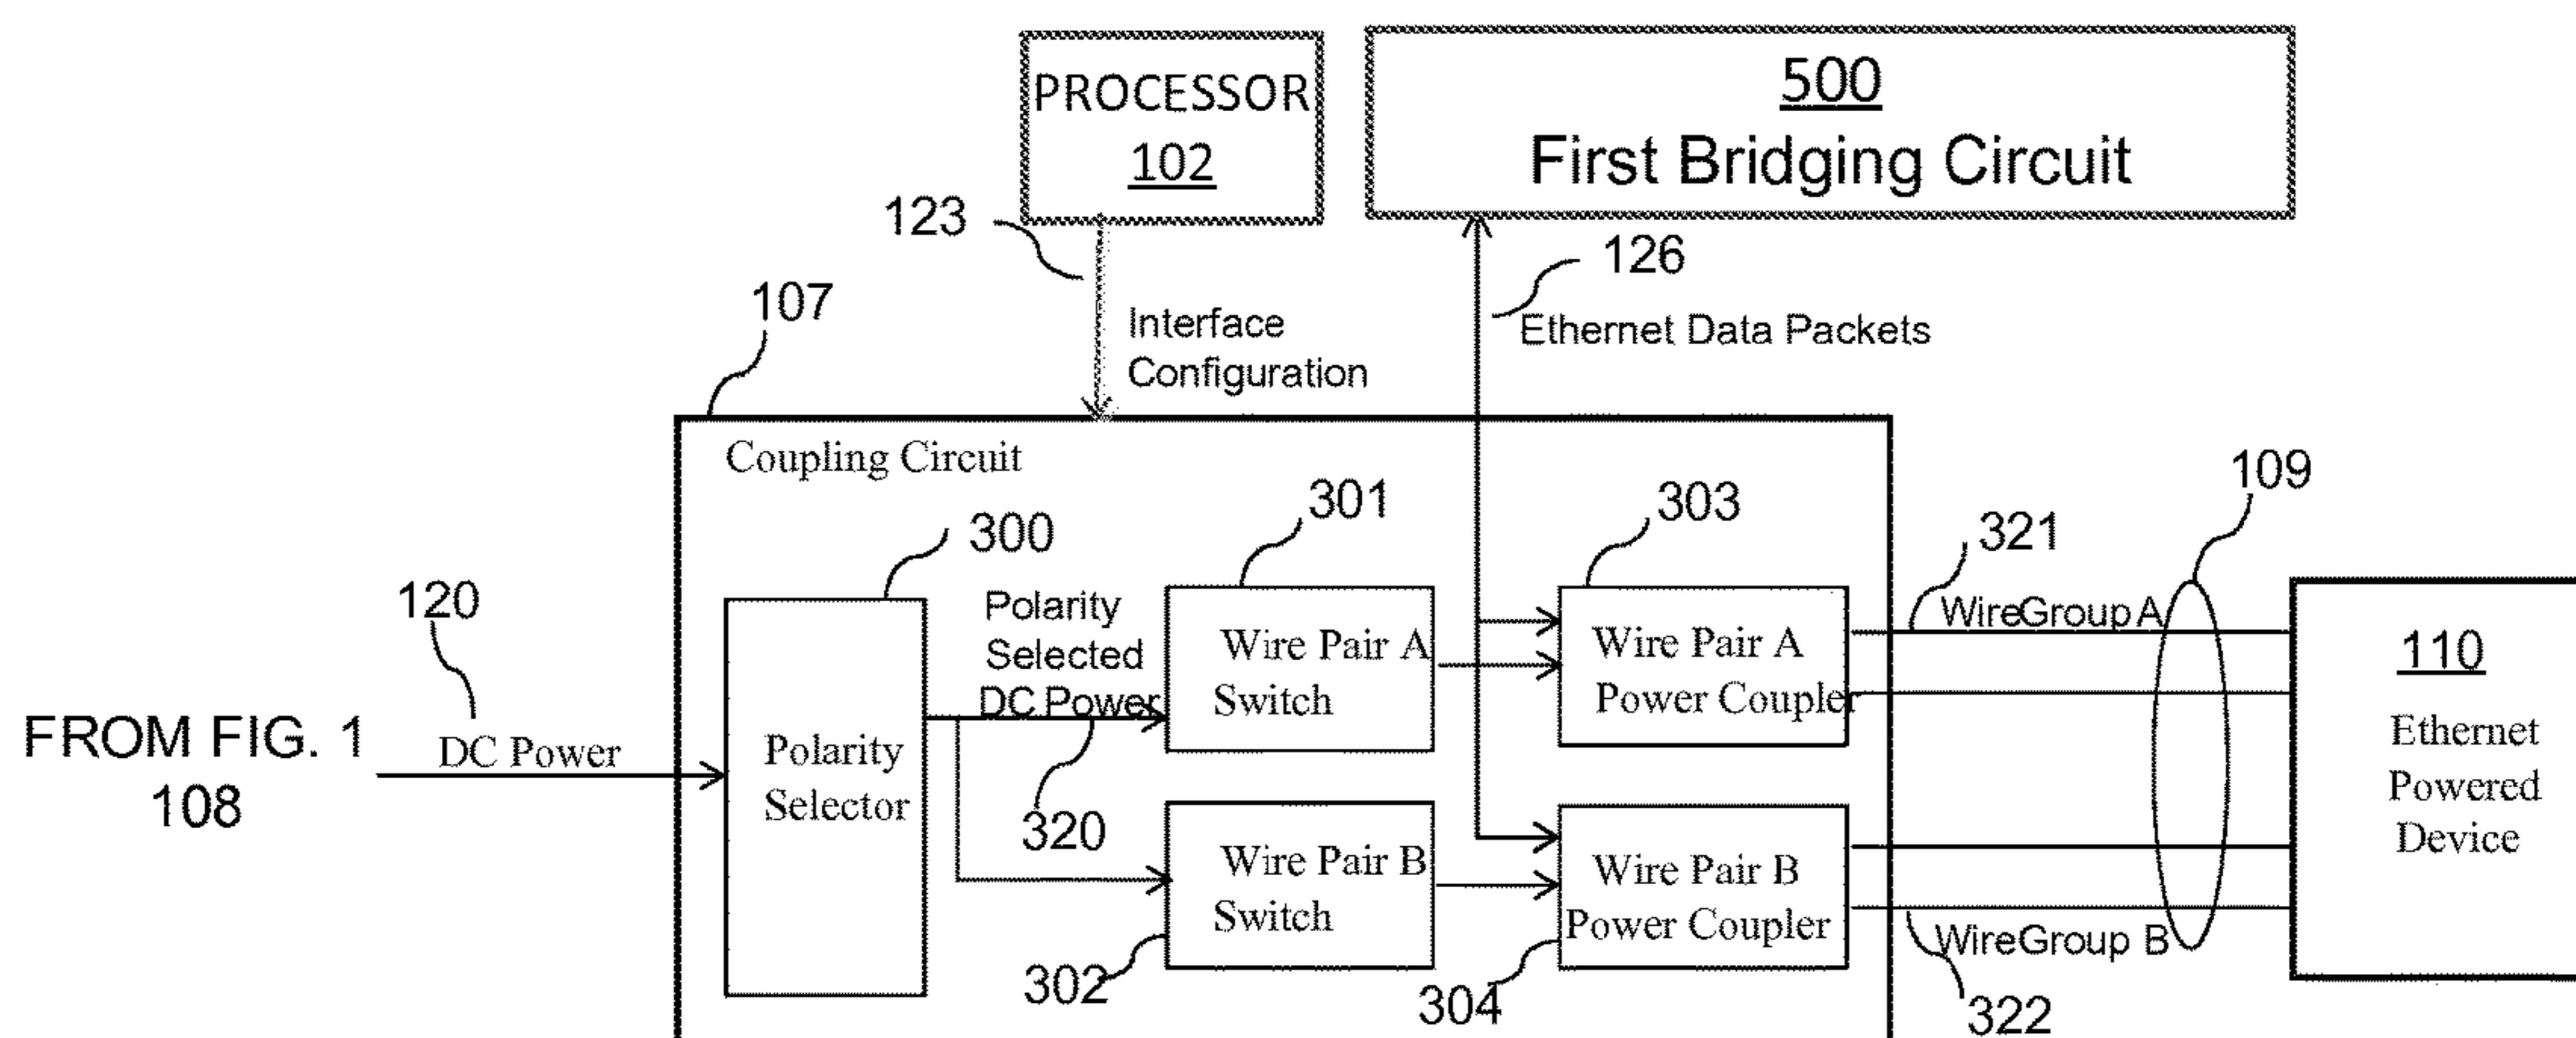 PROCESSOR
102
500
First Bridging Circuit
123
126
107
Interface
Configuration
Ethernet Data Packets
Coupling Circuit
109
300
301
303
321
120
Polarity
Selected
DC Power
WireGroup A
Wire Pair A
Switch
Wire Pair A
Power Coupler
110
Ethernet
Powered
Device
FROM FIG. 1
108
DC Power
Polarity
Selector
320
Wire Pair B
Switch
Wire Pair B
Power Coupler
WireGroup B
302
304
322